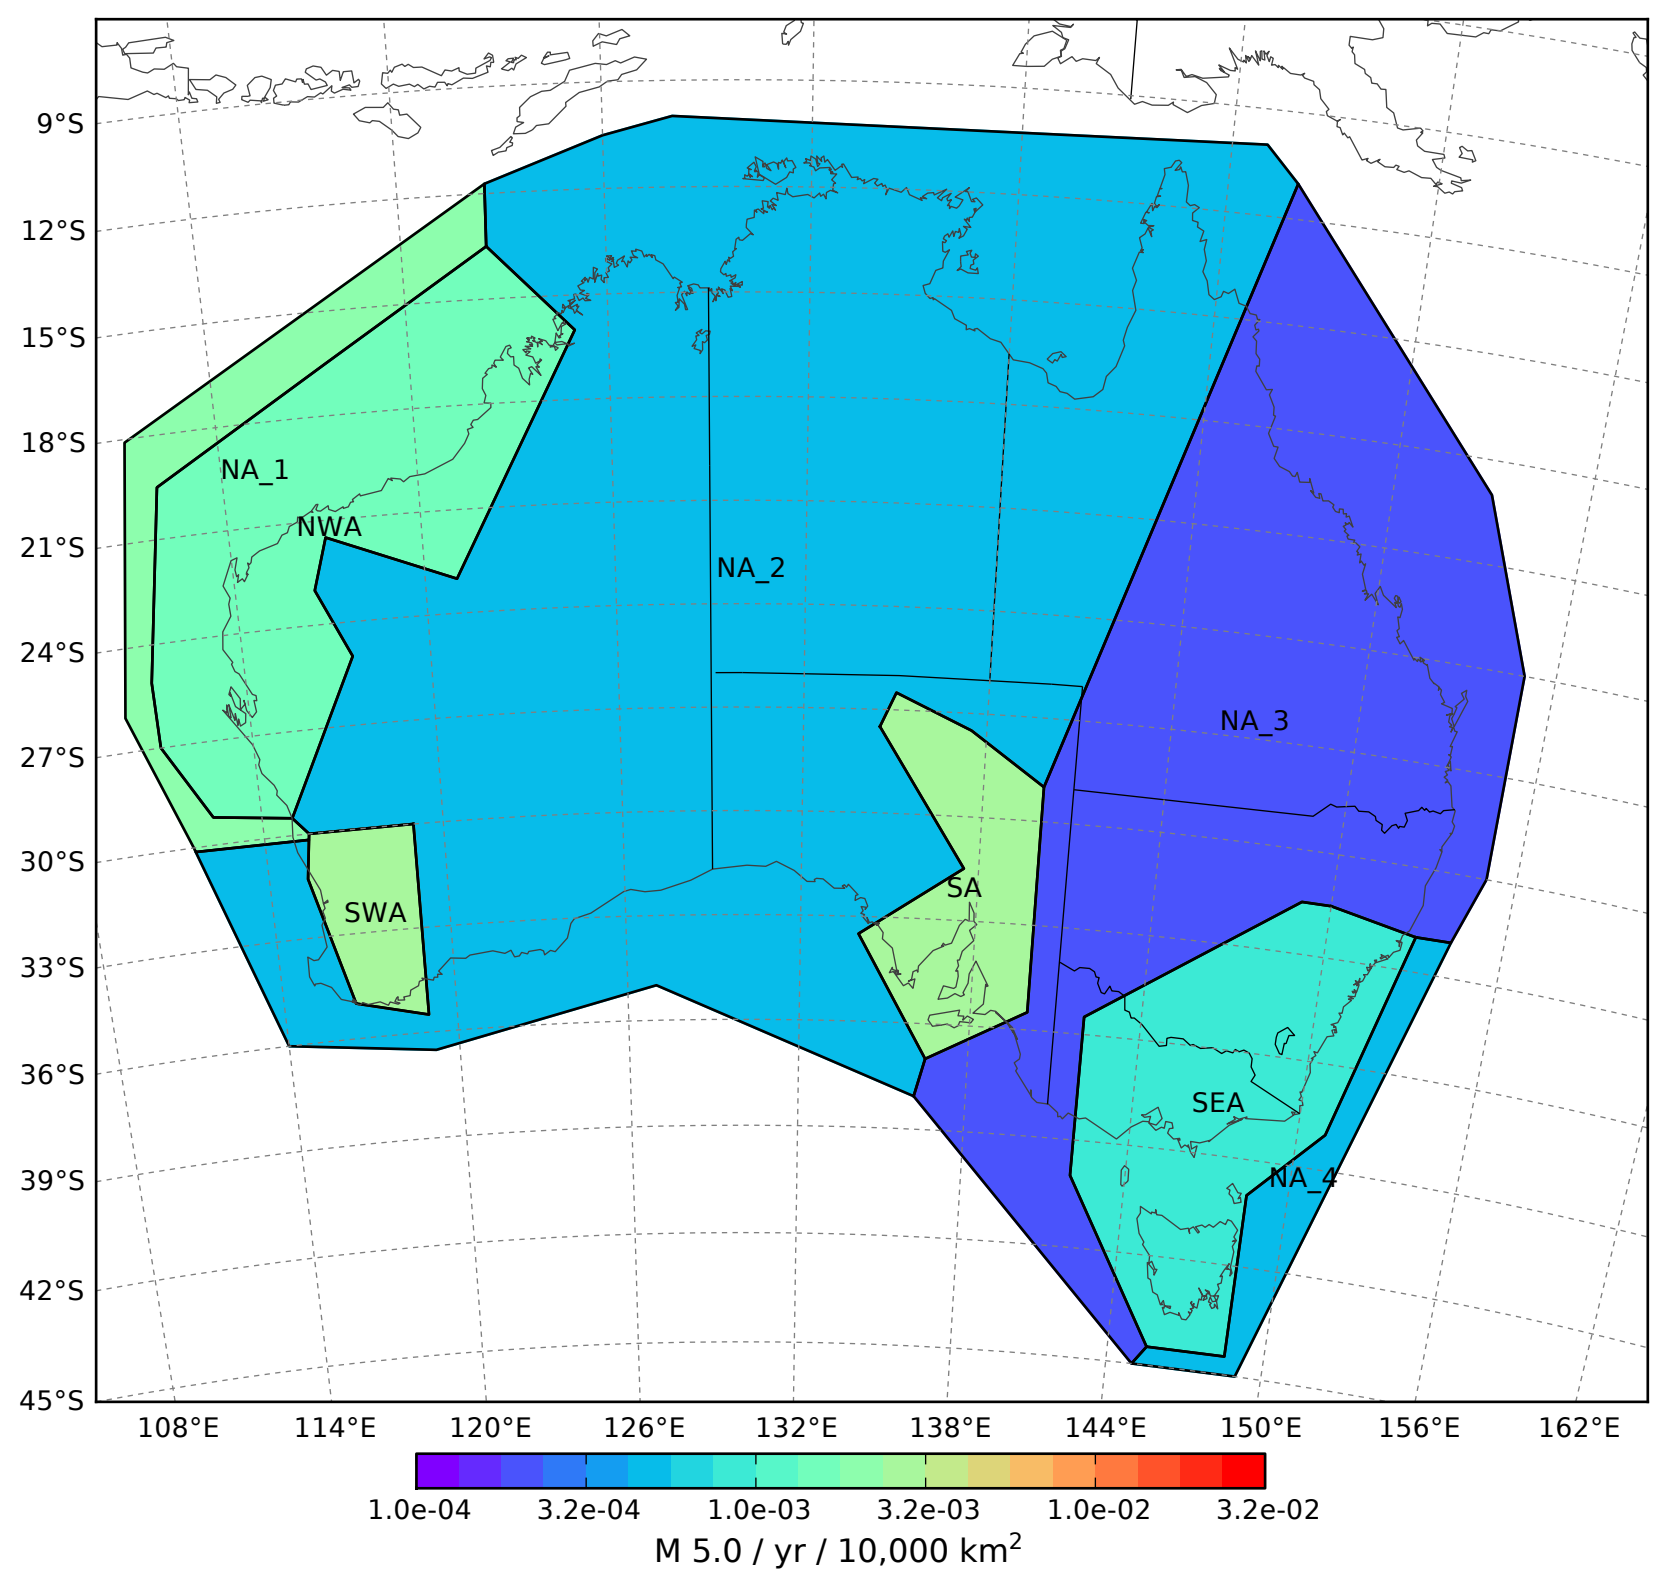 9°S
12°S
15°S
18°S
NA_1
NWA
21°S
NA_2
24°S
NA_3
27°S
30°S
SA
SWA
33°S
36°S
SEA
39°S
NA_4
42°S
45°S
108°E 114°E 120°E 126°E 132°E 138°E 144°E 150°E 156°E 162°E
1.0e-04 3.2e-04 1.0e-03 3.2e-03 1.0e-02 3.2e-02
M 5.0 / yr / 10,000 km²